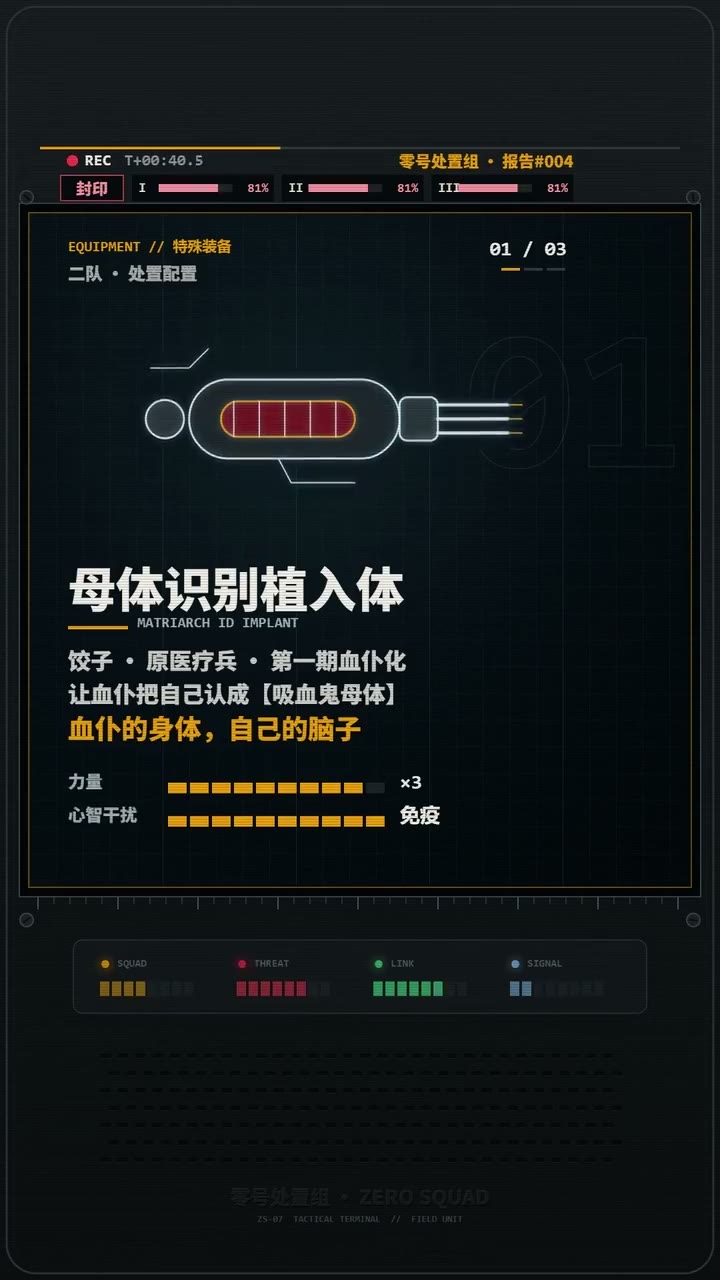 REC T+00:40.5 零号处置组 • 报告#004
封印 I 81% II 81% III 81%
EQUIPMENT // 特殊装备 01 / 03
二队 • 处置配置
01
母体识别植入体
MATRIARCH ID IMPLANT
饺子 • 原医疗兵 • 第一期血仆化
让血仆把自己认成【吸血鬼母体】
血仆的身体，自己的脑子
力量 ×3
心智干扰 免疫
SQUAD THREAT LINK SIGNAL
零号处置组 • ZERO SQUAD
ZS-07 TACTICAL TERMINAL // FIELD UNIT